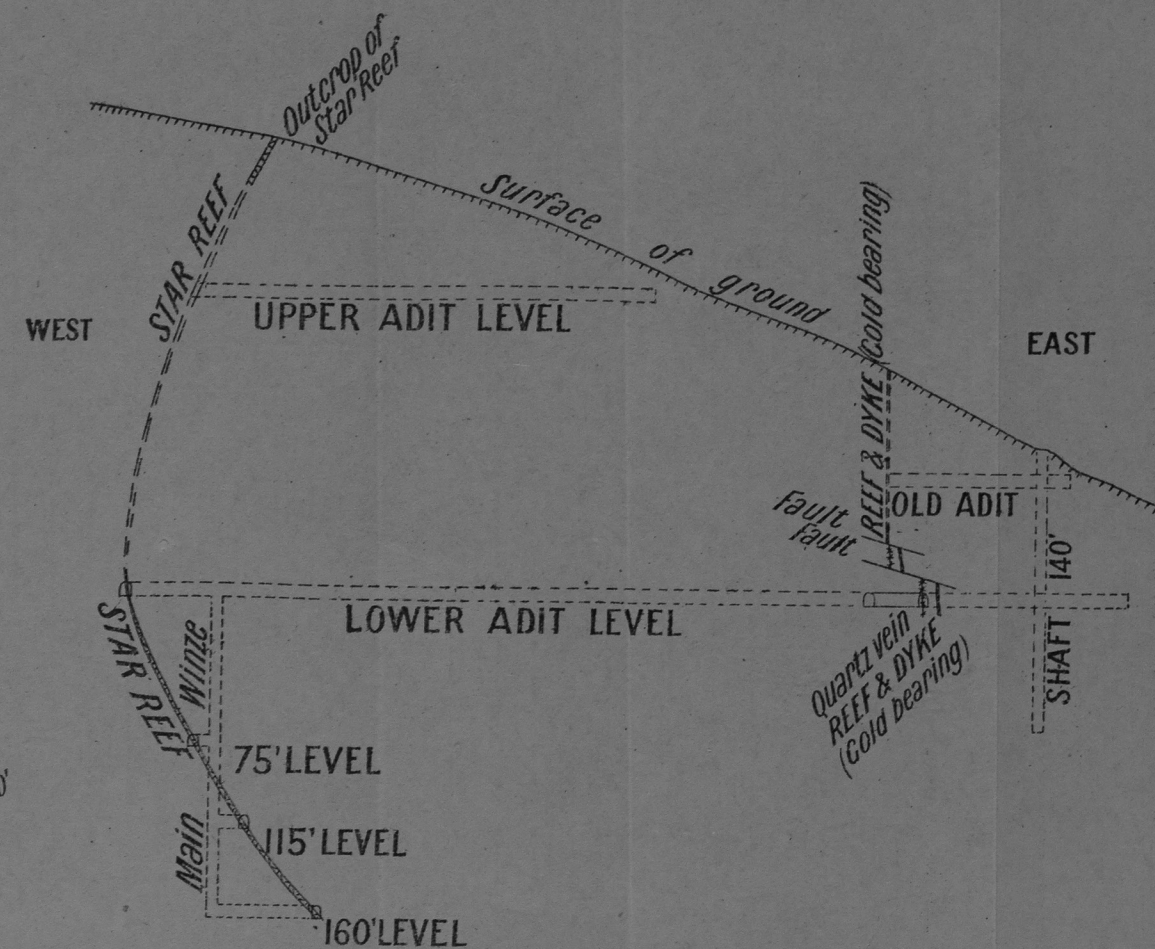 Outcrop of
Star Reef
Surface of ground
STAR REEF
(Gold bearing)
REEF & DYKE
UPPER ADIT LEVEL
WEST
EAST
OLD ADIT
Fault
Fault
SHAFT 140'
LOWER ADIT LEVEL
STAR REEF
Main Winze
Quartz vein
REEF & DYKE
(Gold bearing)
75' LEVEL
0'
115' LEVEL
160' LEVEL